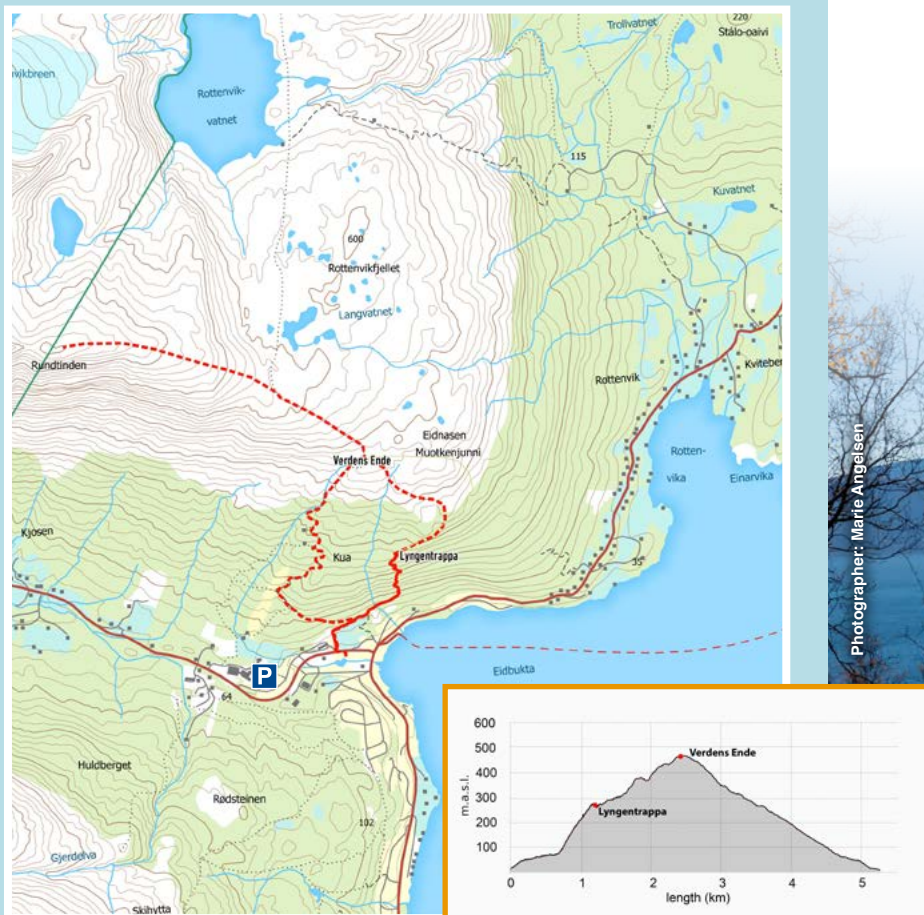 220
Stálo-oaivi
Trollvatnet
Rottenvik-
vatnet
115
Kuvatnet
600
Rottenvikfjellet
Langvatnet
Rundtinden
Rottenvik
Kviteber
Eidnasen
Muotkenjunni
Verdens Ende
Rotten-
vika
Einarvika
Kjosen
Kua
Lyngentrappa
35
Eidbukta
P
64
Huldberget
Rødsteinen
102
Gjerdelva
Skihytta
Photographer: Marie Angelsen
600
500
400
300
200
100
m.a.s.l.
Verdens Ende
Lyngentrappa
0 1 2 3 4 5
length (km)